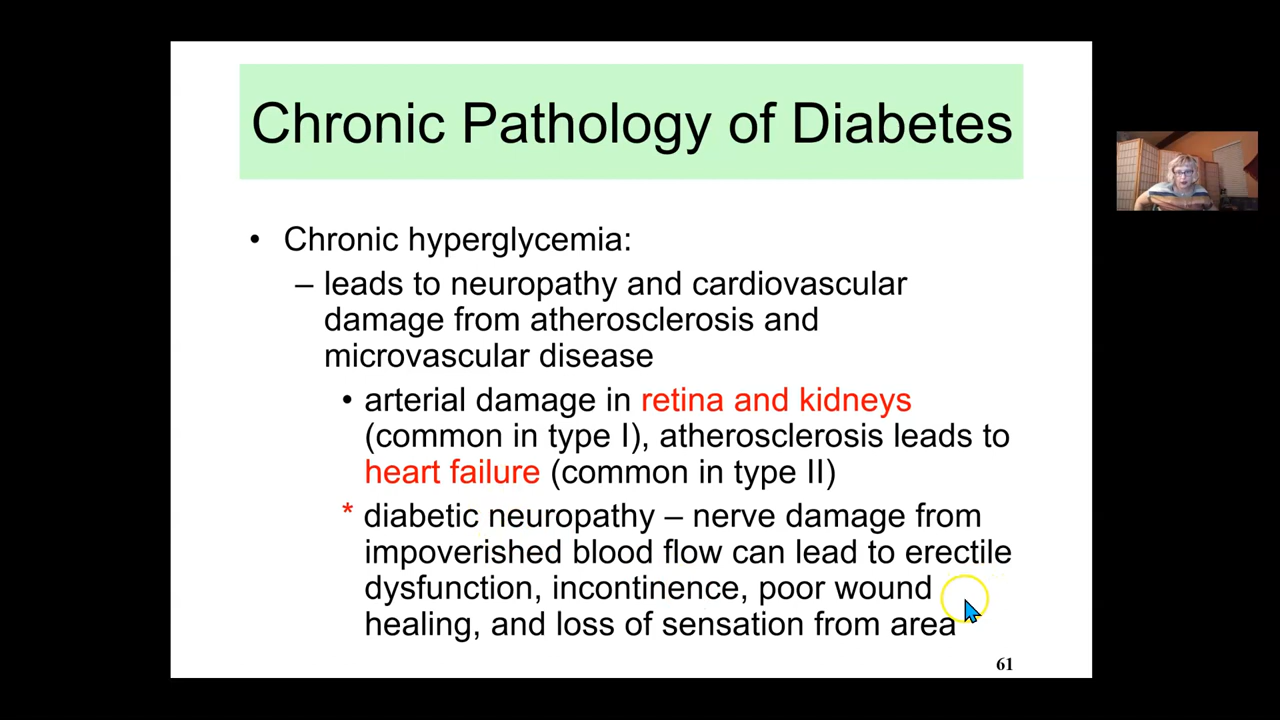 Chronic Pathology of Diabetes
• Chronic hyperglycemia:
– leads to neuropathy and cardiovascular
damage from atherosclerosis and
microvascular disease
• arterial damage in retina and kidneys
(common in type I), atherosclerosis leads to
heart failure (common in type II)
* diabetic neuropathy – nerve damage from
impoverished blood flow can lead to erectile
dysfunction, incontinence, poor wound
healing, and loss of sensation from area
61